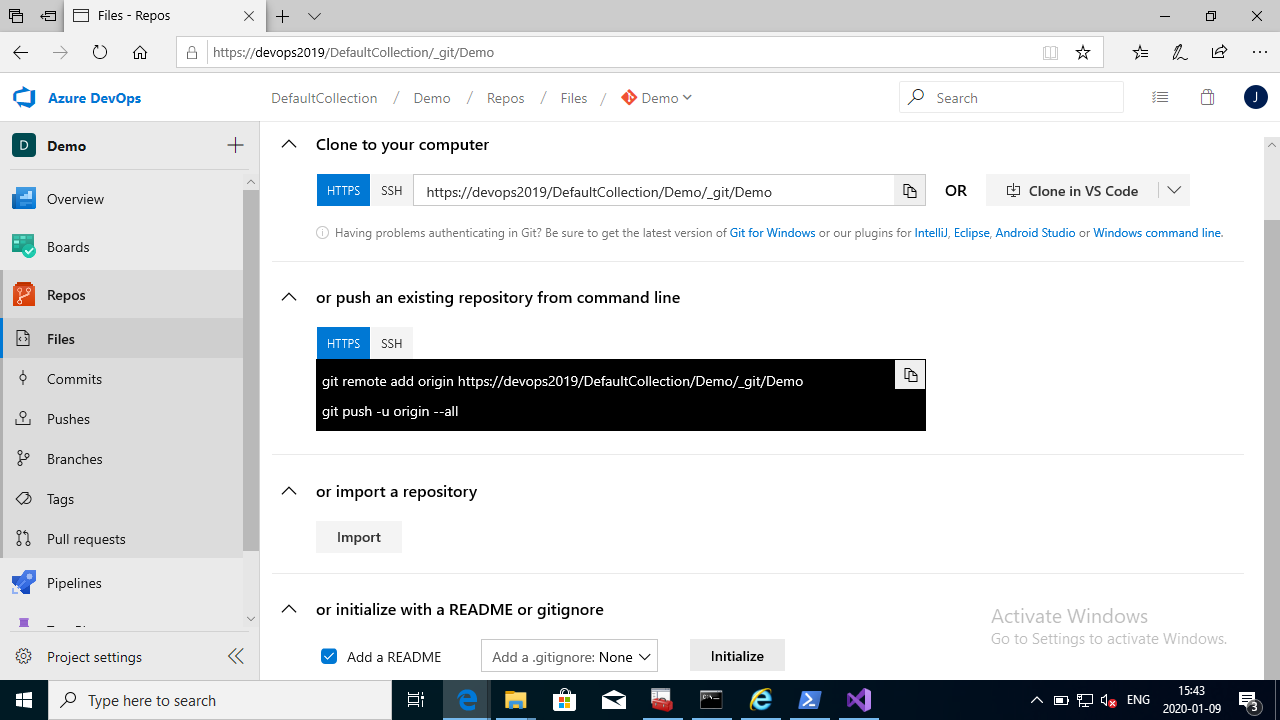 Files - Repos
https://devops2019/DefaultCollection/_git/Demo
Azure DevOps
DefaultCollection / Demo / Repos / Files / Demo
Search
J
D Demo
Overview
Boards
Repos
Files
Commits
Pushes
Branches
Tags
Pull requests
Pipelines
Project settings
Clone to your computer
HTTPS SSH https://devops2019/DefaultCollection/Demo/_git/Demo OR Clone in VS Code
Having problems authenticating in Git? Be sure to get the latest version of Git for Windows or our plugins for IntelliJ, Eclipse, Android Studio or Windows command line.
or push an existing repository from command line
HTTPS SSH
git remote add origin https://devops2019/DefaultCollection/Demo/_git/Demo
git push -u origin --all
or import a repository
Import
or initialize with a README or gitignore
Add a README Add a .gitignore: None Initialize
Activate Windows
Go to Settings to activate Windows.
Type here to search
ENG
15:43
2020-01-09
3